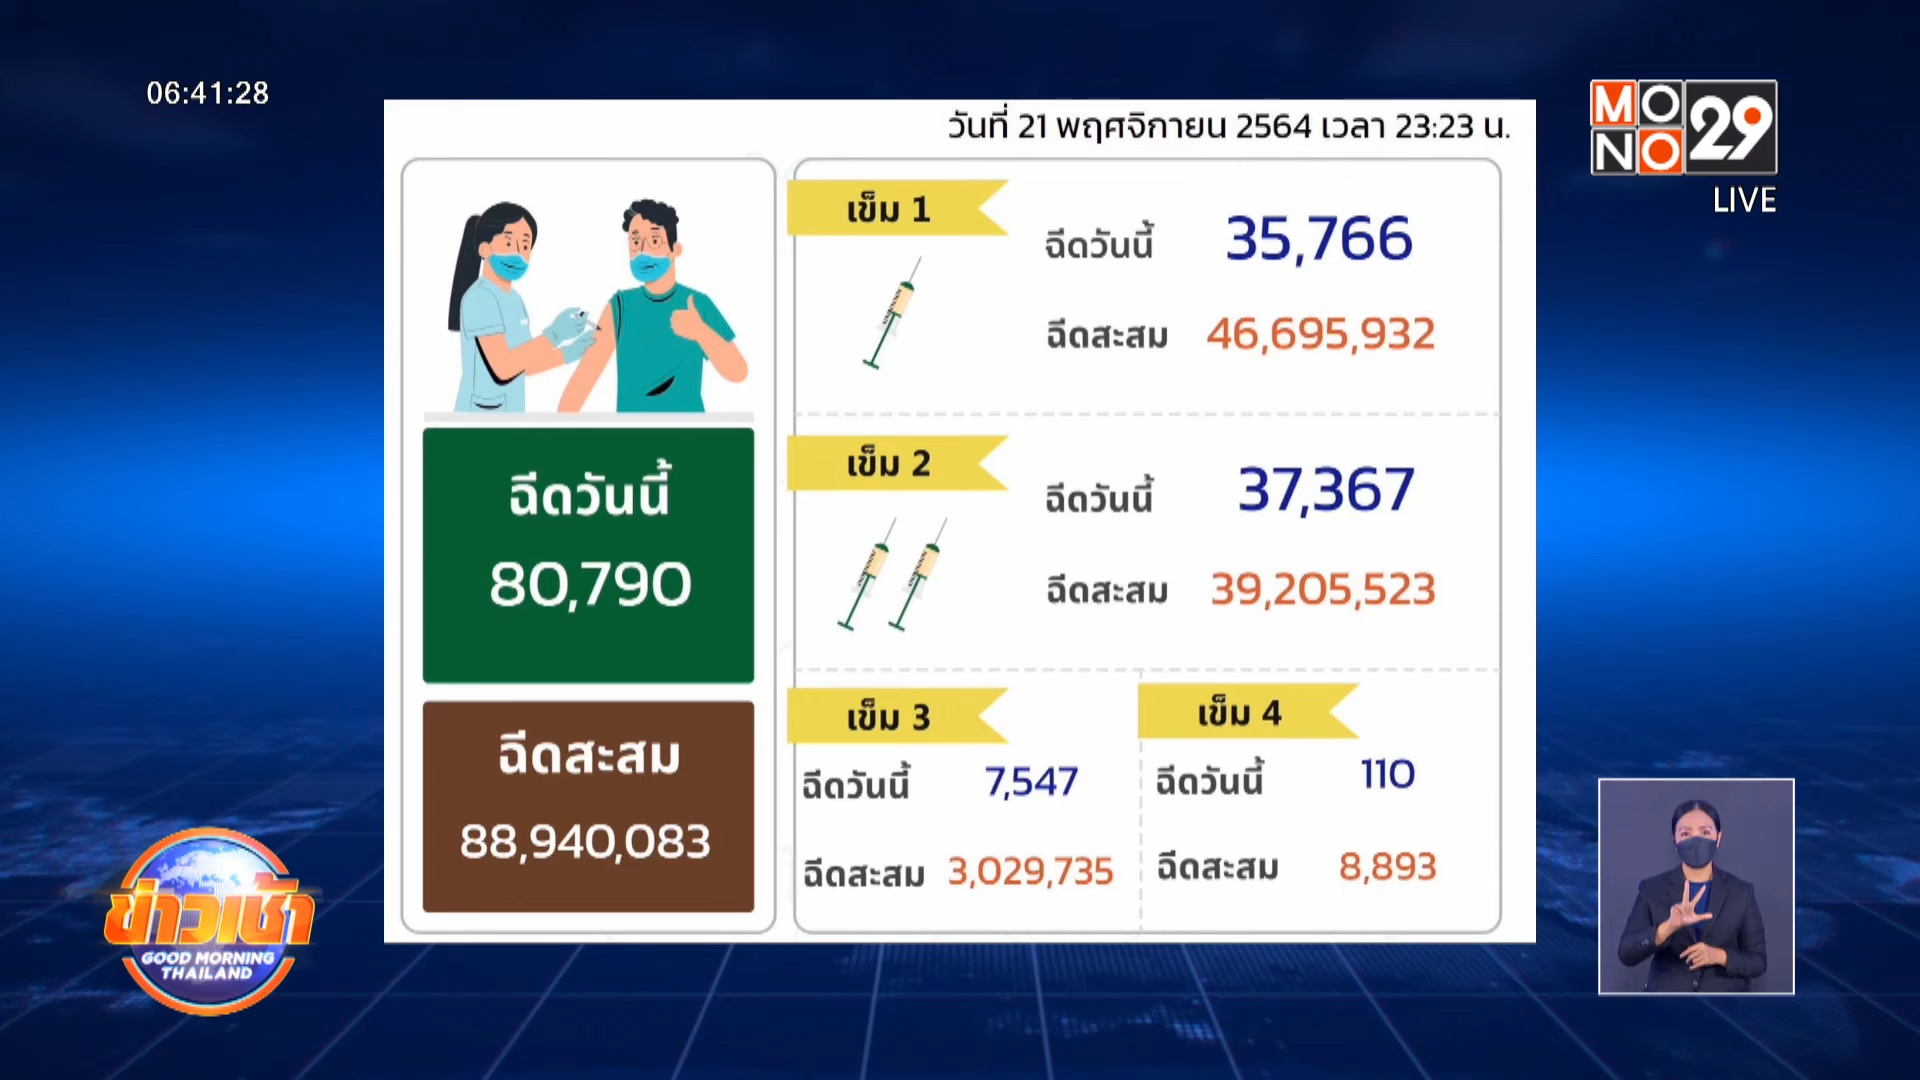 06:41:28
MONO 29
LIVE
วันที่ 21 พฤศจิกายน 2564 เวลา 23:23 น.
ฉีดวันนี้
80,790
ฉีดสะสม
88,940,083
เข็ม 1
ฉีดวันนี้ 35,766
ฉีดสะสม 46,695,932
เข็ม 2
ฉีดวันนี้ 37,367
ฉีดสะสม 39,205,523
เข็ม 3
ฉีดวันนี้ 7,547
ฉีดสะสม 3,029,735
เข็ม 4
ฉีดวันนี้ 110
ฉีดสะสม 8,893
ข่าวเช้า
GOOD MORNING
THAILAND